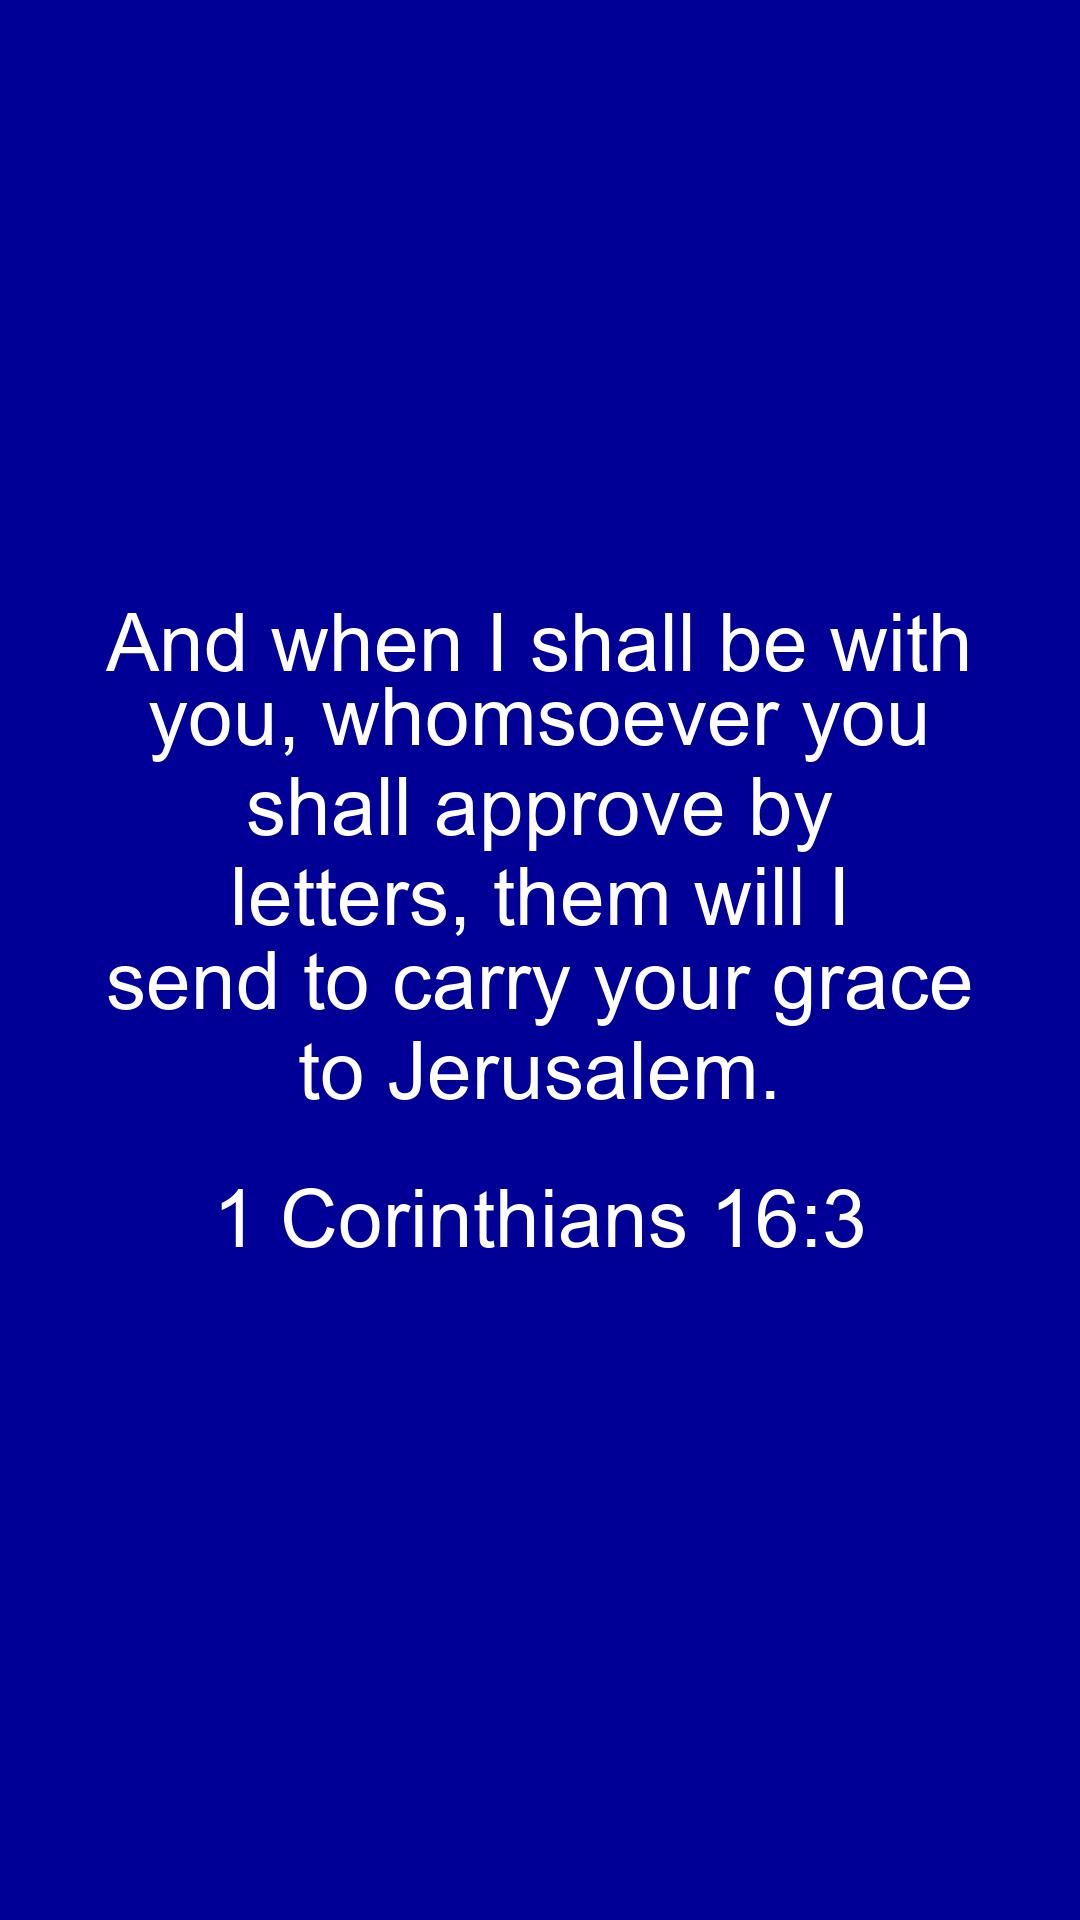 And when I shall be with
you, whomsoever you
shall approve by
letters, them will I
send to carry your grace
to Jerusalem.
1 Corinthians 16:3